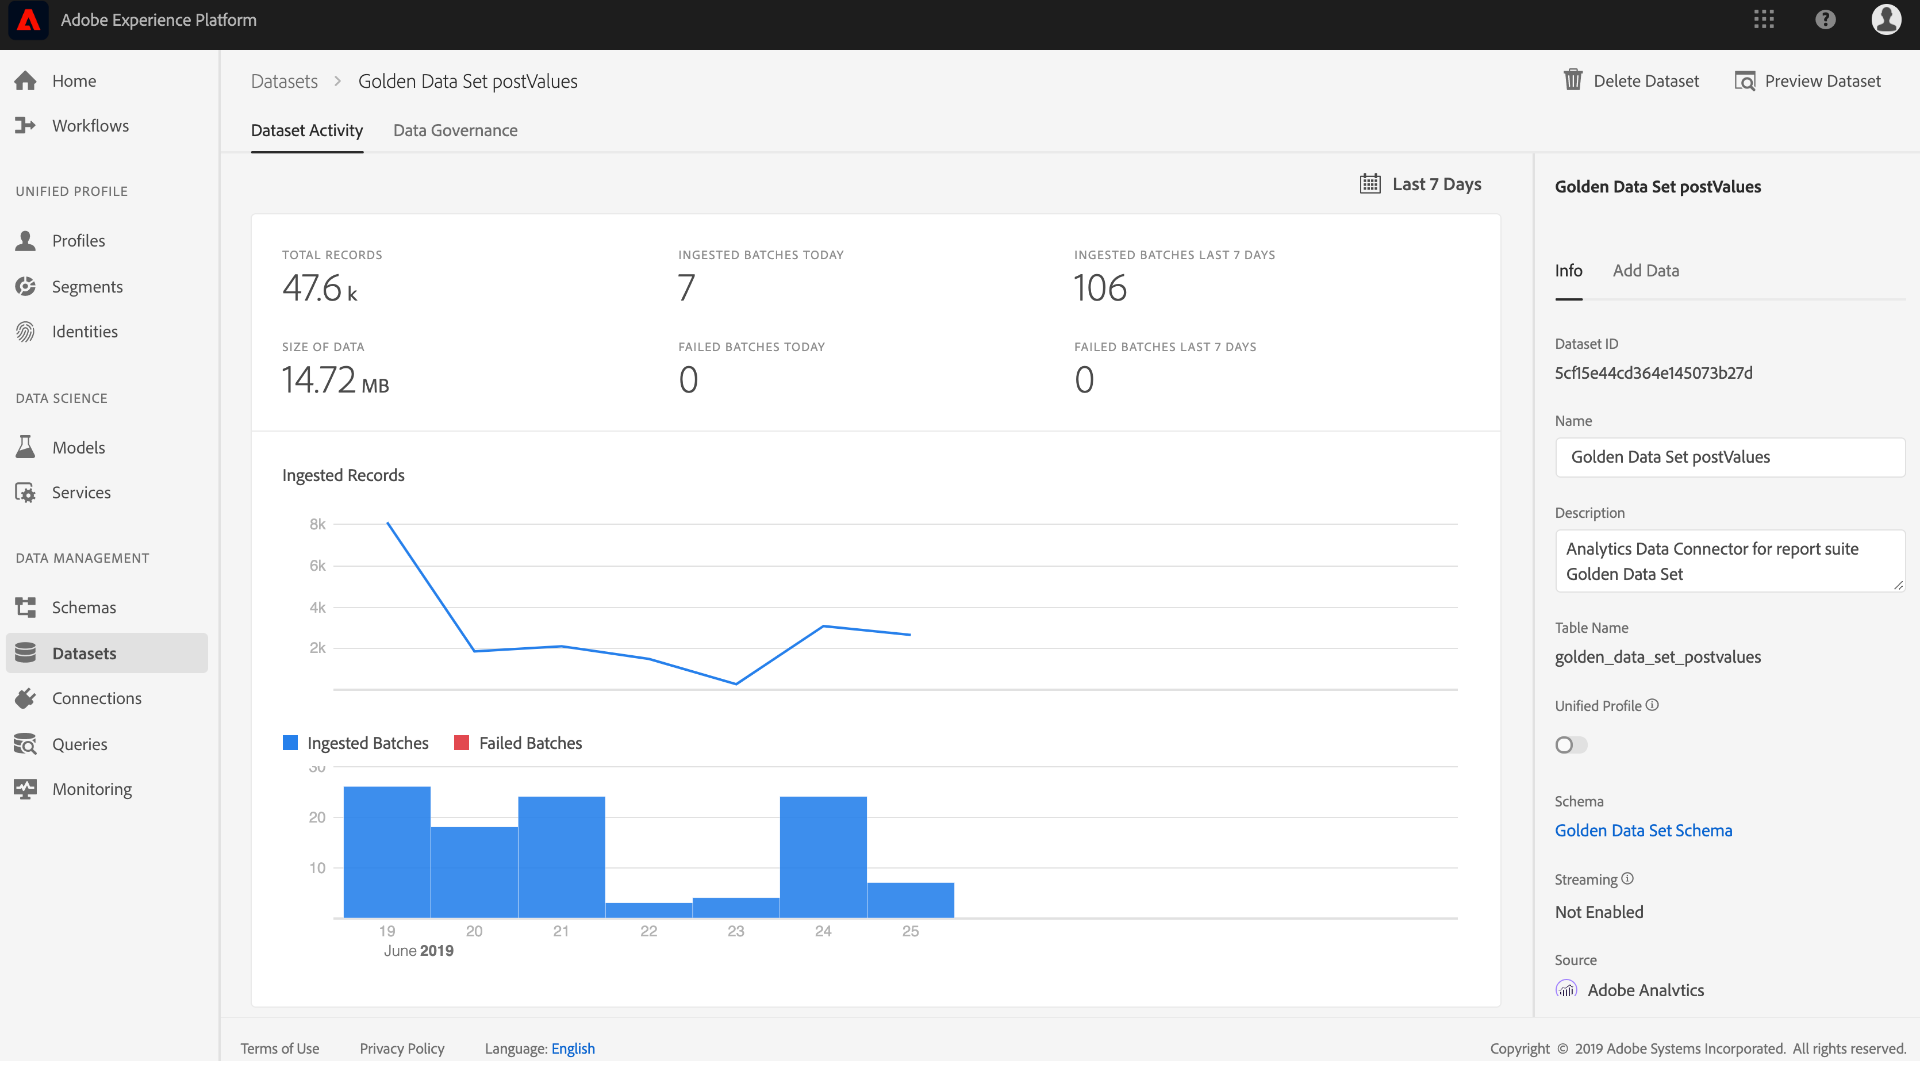 Adobe Experience Platform
Home
Workflows
UNIFIED PROFILE
Profiles
Segments
Identities
DATA SCIENCE
Models
Services
DATA MANAGEMENT
Schemas
Datasets
Connections
Queries
Monitoring
Datasets > Golden Data Set postValues
Delete Dataset
Preview Dataset
Dataset Activity
Data Governance
Last 7 Days
TOTAL RECORDS
47.6 k
INGESTED BATCHES TODAY
7
INGESTED BATCHES LAST 7 DAYS
106
SIZE OF DATA
14.72 MB
FAILED BATCHES TODAY
0
FAILED BATCHES LAST 7 DAYS
0
Ingested Records
8k
6k
4k
2k
Ingested Batches
Failed Batches
30
20
10
19 20 21 22 23 24 25
June 2019
Golden Data Set postValues
Info
Add Data
Dataset ID
5cf15e44cd364e145073b27d
Name
Golden Data Set postValues
Description
Analytics Data Connector for report suite
Golden Data Set
Table Name
golden_data_set_postvalues
Unified Profile
Schema
Golden Data Set Schema
Streaming
Not Enabled
Source
Adobe Analytics
Terms of Use
Privacy Policy
Language: English
Copyright © 2019 Adobe Systems Incorporated. All rights reserved.